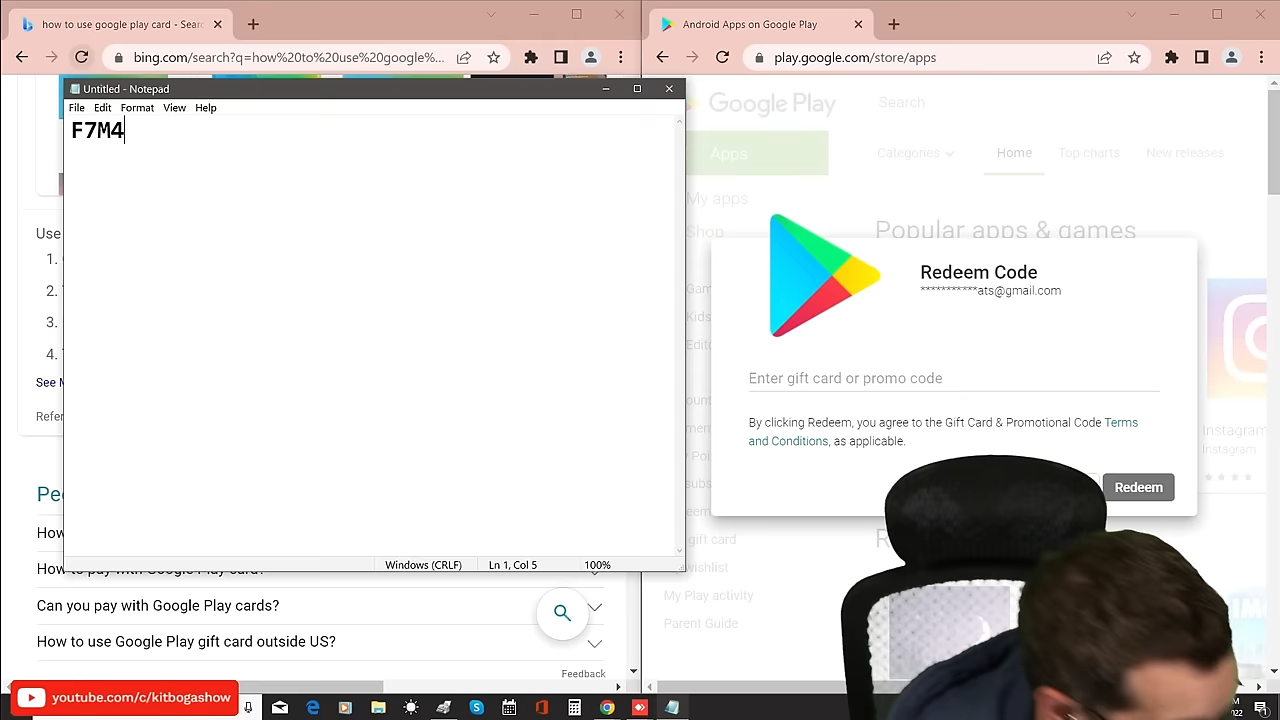 how to use google play card - Sear
Android Apps on Google Play
bing.com/search?q=how%20to%20use%20google%...
play.google.com/store/apps
Untitled - Notepad
File Edit Format View Help
F7M4
Google Play
Search
Apps
Categories
Home
Top charts
New releases
My apps
Shop
Popular apps & games
Redeem Code
***********ats@gmail.com
Enter gift card or promo code
By clicking Redeem, you agree to the Gift Card & Promotional Code Terms
and Conditions, as applicable.
Redeem
Use
1.
2.
3.
4.
See M
Refer
Instagram
Instagram
gift card
wishlist
My Play activity
Parent Guide
Windows (CRLF)
Ln 1, Col 5
100%
How to pay with Google Play card?
Can you pay with Google Play cards?
How to use Google Play gift card outside US?
Feedback
youtube.com/c/kitbogashow